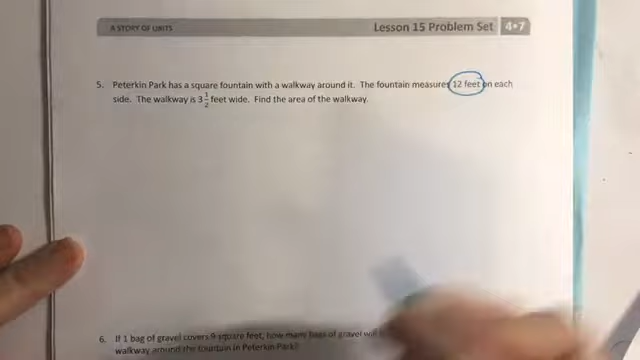 A STORY OF UNITS
Lesson 15 Problem Set 4•7
5. Peterkin Park has a square fountain with a walkway around it. The fountain measures 12 feet on each
side. The walkway is 3 1/2 feet wide. Find the area of the walkway.
6. If 1 bag of gravel covers 9 square feet, how many bags of gravel will
walkway around the fountain in Peterkin Park?